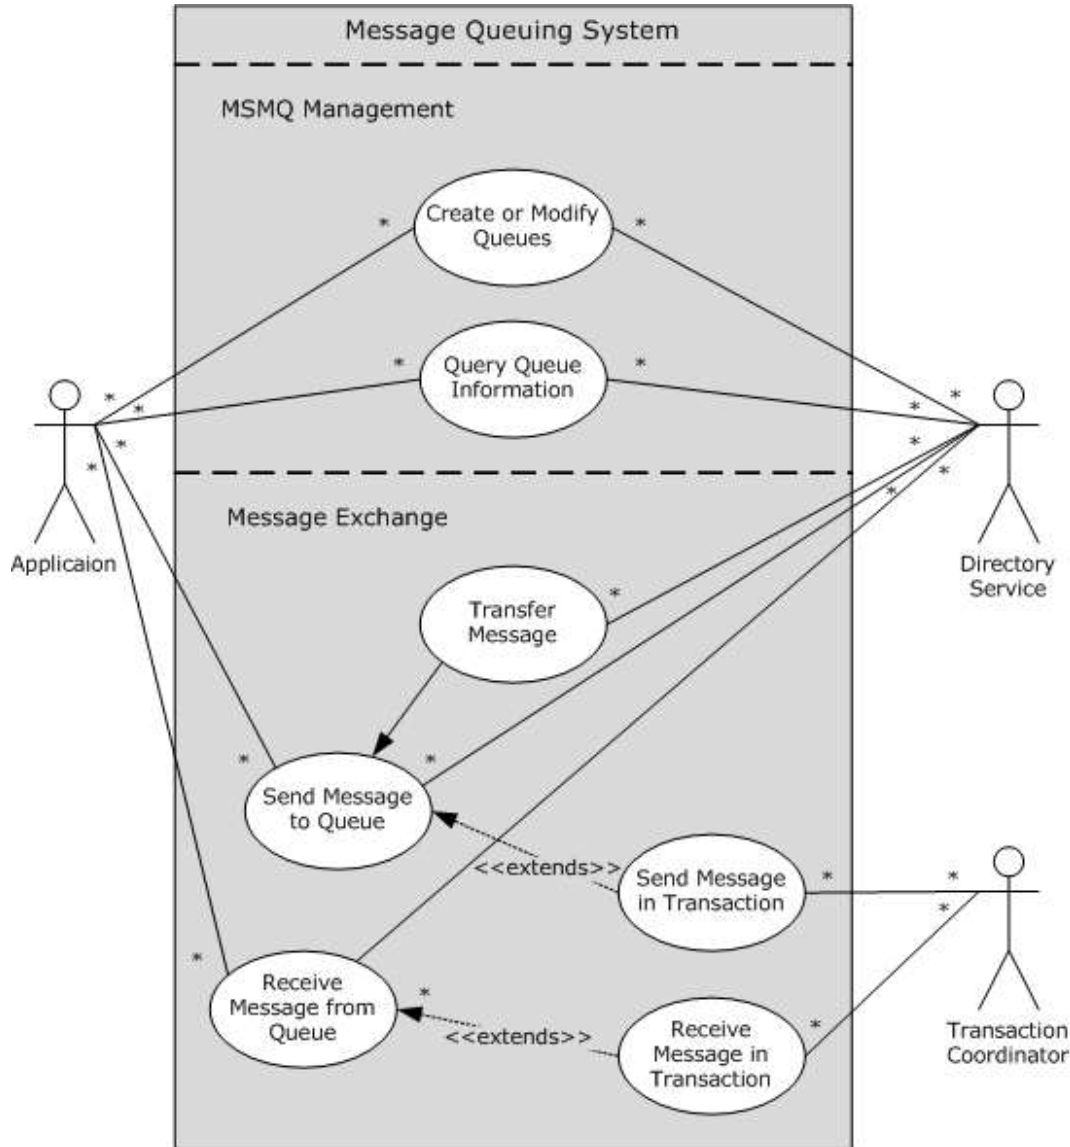 Message Queuing System
MSMQ Management
Create or Modify
Queues
*
*
Query Queue
Information
*
*
*
*
*
*
*
*
*
*
*
*
Message Exchange
Applicaion
Directory
Service
Transfer
Message
*
*
*
Send Message
to Queue
<<extends>>
Send Message
in Transaction
*
*
*
*
Receive
Message from
Queue
*
<<extends>>
Receive
Message in
Transaction
*
Transaction
Coordinator